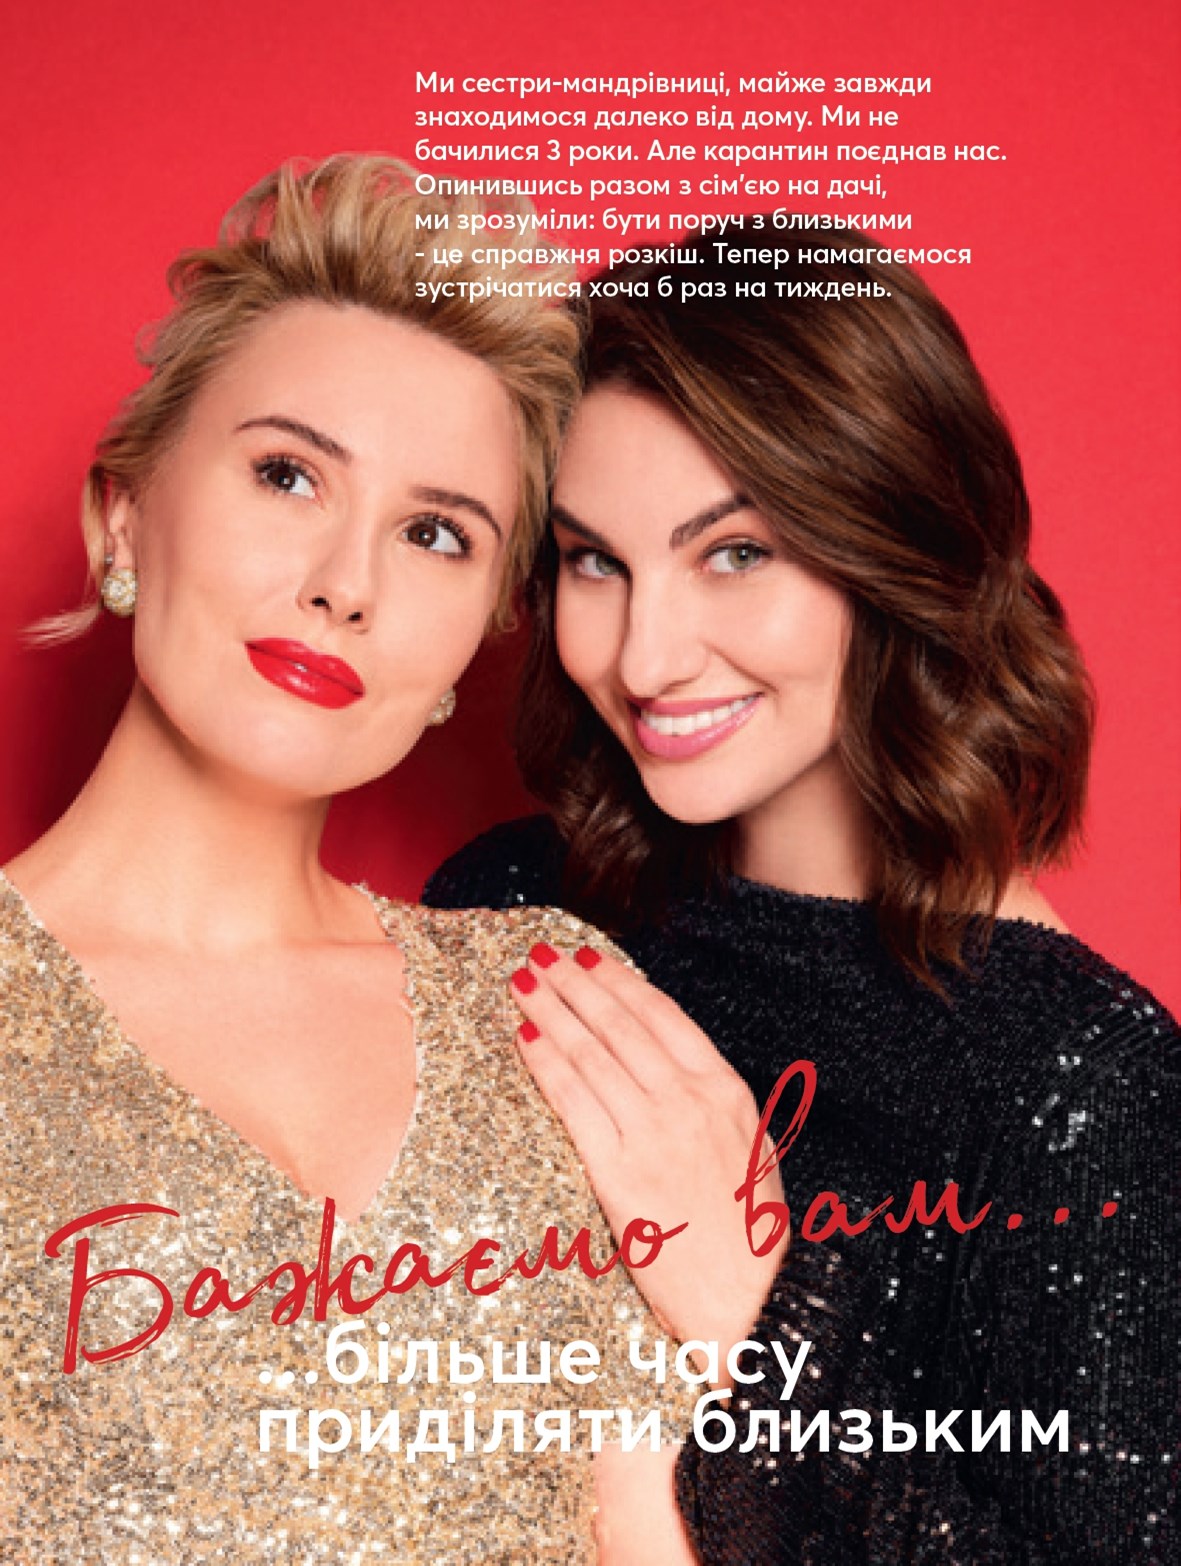 Ми сестри-мандрівниці, майже завжди
знаходимося далеко від дому. Ми не
бачилися 3 роки. Але карантин поєднав нас.
Опинившись разом з сім'єю на дачі,
ми зрозуміли: бути поруч з близькими
- це справжня розкіш. Тепер намагаємося
зустрічатися хоча б раз на тиждень.
Бажаємо вам...
...більше часу
приділяти близьким